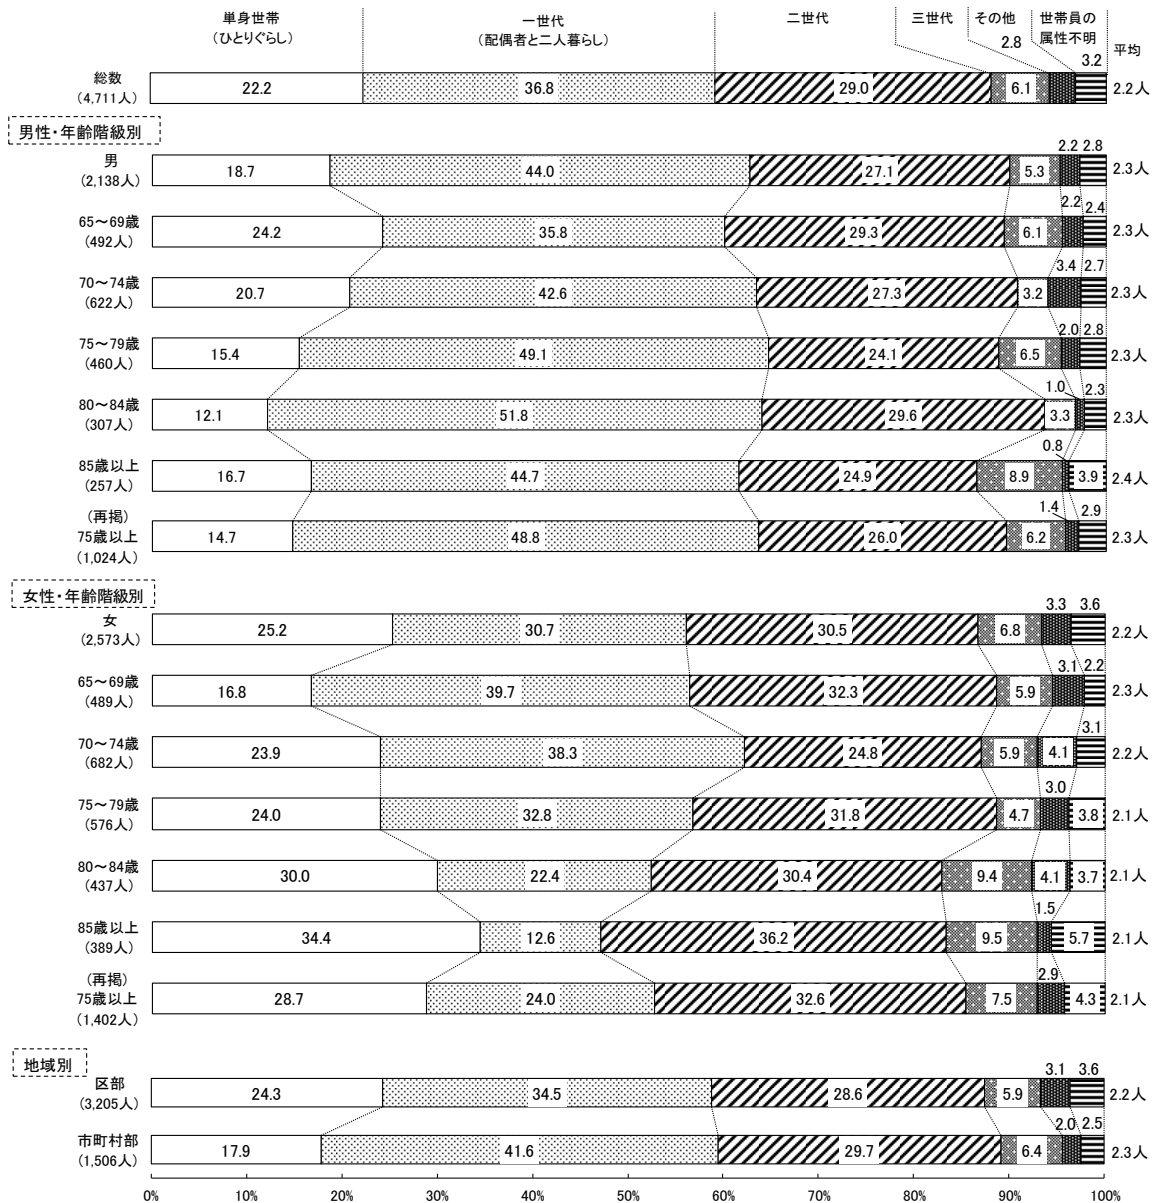 単身世帯 一世代 二世代 三世代 その他 世帯員の
(ひとりぐらし) (配偶者と二人暮らし) 2.8 属性不明 平均
3.2
総数
(4,711人) 22.2 36.8 29.0 6.1 2.2人
男性・年齢階級別
2.2 2.8
男
(2,138人) 18.7 44.0 27.1 5.3 2.3人
2.2 2.4
65～69歳
(492人) 24.2 35.8 29.3 6.1 2.3人
3.4 2.7
70～74歳
(622人) 20.7 42.6 27.3 3.2 2.3人
2.0 2.8
75～79歳
(460人) 15.4 49.1 24.1 6.5 2.3人
1.0 2.3
80～84歳
(307人) 12.1 51.8 29.6 3.3 2.3人
0.8
85歳以上
(257人) 16.7 44.7 24.9 8.9 3.9 2.4人
1.4 2.9
(再掲)
75歳以上 14.7 48.8 26.0 6.2 2.3人
(1,024人)
女性・年齢階級別
3.3 3.6
女
(2,573人) 25.2 30.7 30.5 6.8 2.2人
3.1 2.2
65～69歳
(489人) 16.8 39.7 32.3 5.9 2.3人
3.1
70～74歳
(682人) 23.9 38.3 24.8 5.9 4.1 2.2人
3.0
75～79歳
(576人) 24.0 32.8 31.8 4.7 3.8 2.1人
80～84歳
(437人) 30.0 22.4 30.4 9.4 4.1 3.7 2.1人
1.5
85歳以上
(389人) 34.4 12.6 36.2 9.5 5.7 2.1人
2.9
(再掲)
75歳以上 28.7 24.0 32.6 7.5 4.3 2.1人
(1,402人)
地域別
3.1 3.6
区部
(3,205人) 24.3 34.5 28.6 5.9 2.2人
2.0 2.5
市町村部
(1,506人) 17.9 41.6 29.7 6.4 2.3人
0% 10% 20% 30% 40% 50% 60% 70% 80% 90% 100%